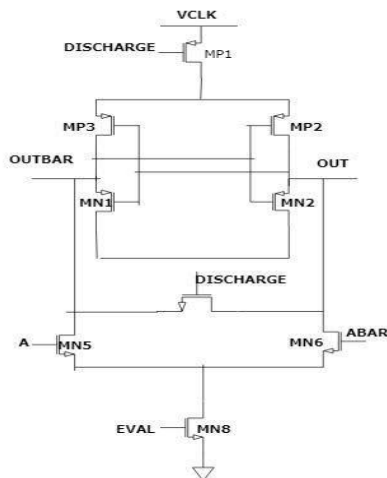 VCLK
DISCHARGE
MP1
MP3
MP2
OUTBAR
OUT
MN1
MN2
DISCHARGE
A
MN5
MN6
ABAR
EVAL
MN8